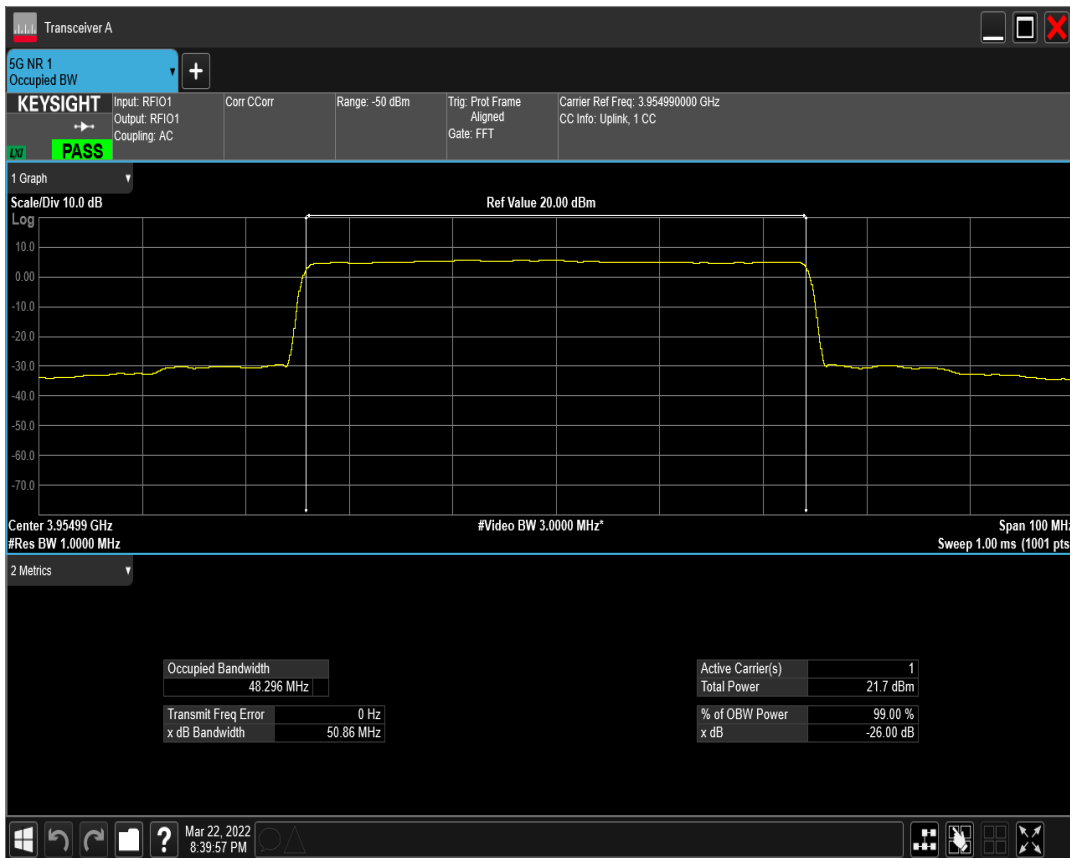 Transceiver A
5G NR 1
Occupied BW
KEYSIGHT
LXI
PASS
Input: RFIO1
Output: RFIO1
Coupling: AC
Corr CCorr
Range: -50 dBm
Trig: Prot Frame
Aligned
Gate: FFT
Carrier Ref Freq: 3.954990000 GHz
CC Info: Uplink, 1 CC
1 Graph
Scale/Div 10.0 dB
Ref Value 20.00 dBm
Log
10.0
0.00
-10.0
-20.0
-30.0
-40.0
-50.0
-60.0
-70.0
Center 3.95499 GHz
#Video BW 3.0000 MHz*
Span 100 MHz
#Res BW 1.0000 MHz
Sweep 1.00 ms (1001 pts
2 Metrics
Occupied Bandwidth
48.296 MHz
Transmit Freq Error 0 Hz
x dB Bandwidth 50.86 MHz
Active Carrier(s) 1
Total Power 21.7 dBm
% of OBW Power 99.00 %
x dB -26.00 dB
?
Mar 22, 2022
8:39:57 PM